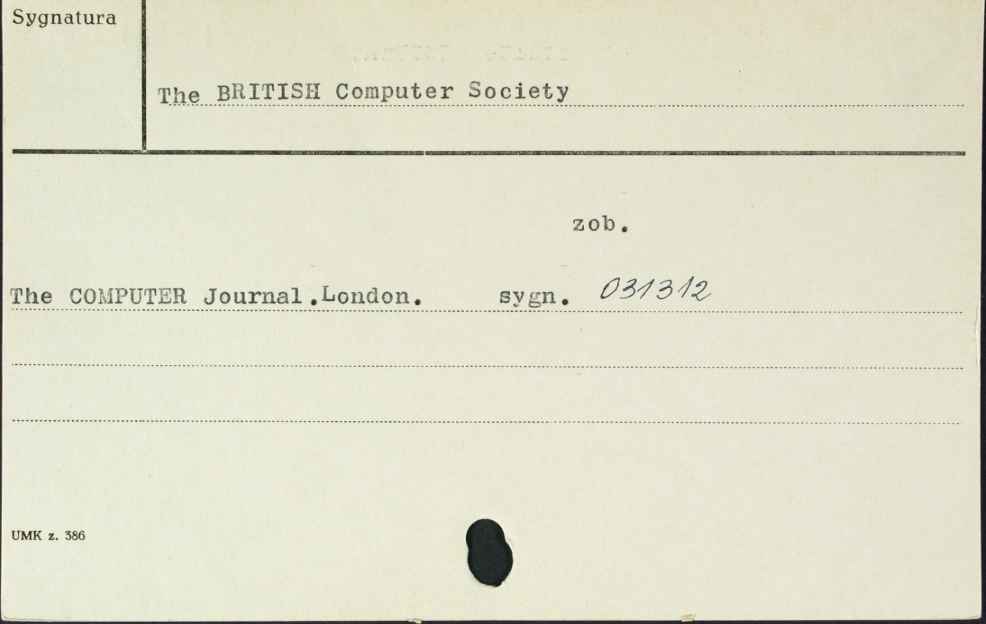 Sygnatura
The BRITISH Computer Society
zob.
The COMPUTER Journal.London. sygn. 031312
UMK z. 386